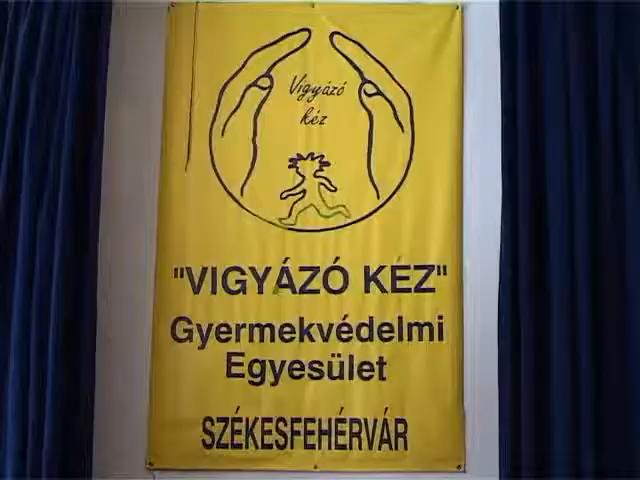 Vigyázó
kéz
"VIGYÁZÓ KÉZ"
Gyermekvédelmi
Egyesület
SZÉKESFEHÉRVÁR